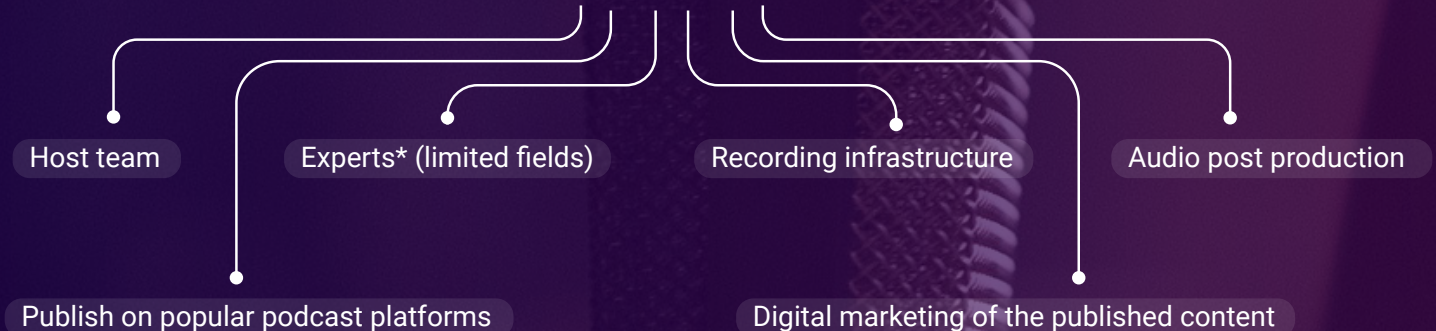 Host team
Experts* (limited fields)
Recording infrastructure
Audio post production
Publish on popular podcast platforms
Digital marketing of the published content